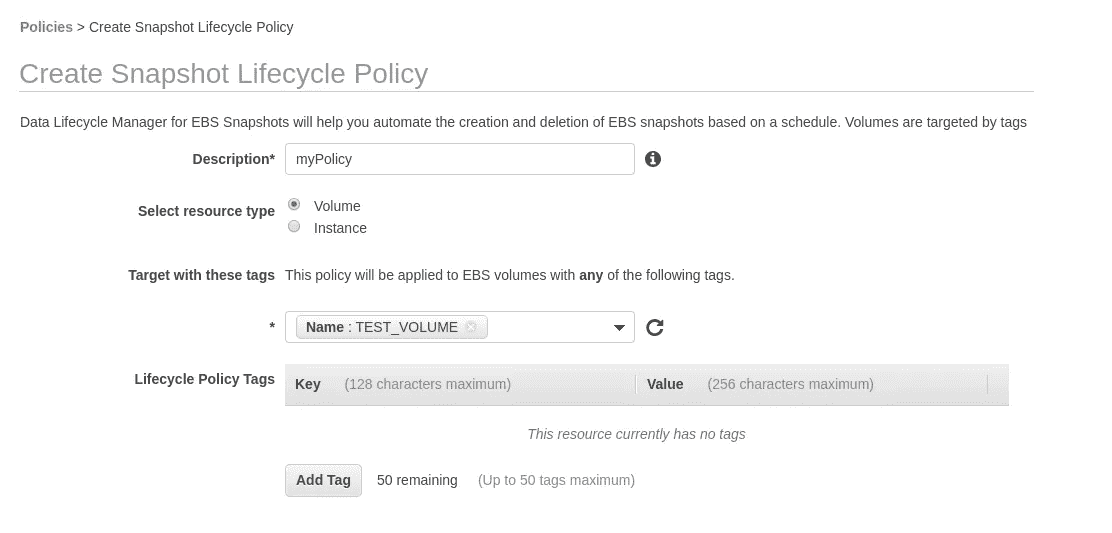 Policies > Create Snapshot Lifecycle Policy
Create Snapshot Lifecycle Policy
Data Lifecycle Manager for EBS Snapshots will help you automate the creation and deletion of EBS snapshots based on a schedule. Volumes are targeted by tags
Description* myPolicy
Select resource type Volume
Instance
Target with these tags This policy will be applied to EBS volumes with any of the following tags.
* Name : TEST_VOLUME
Lifecycle Policy Tags Key (128 characters maximum) Value (256 characters maximum)
This resource currently has no tags
Add Tag 50 remaining (Up to 50 tags maximum)